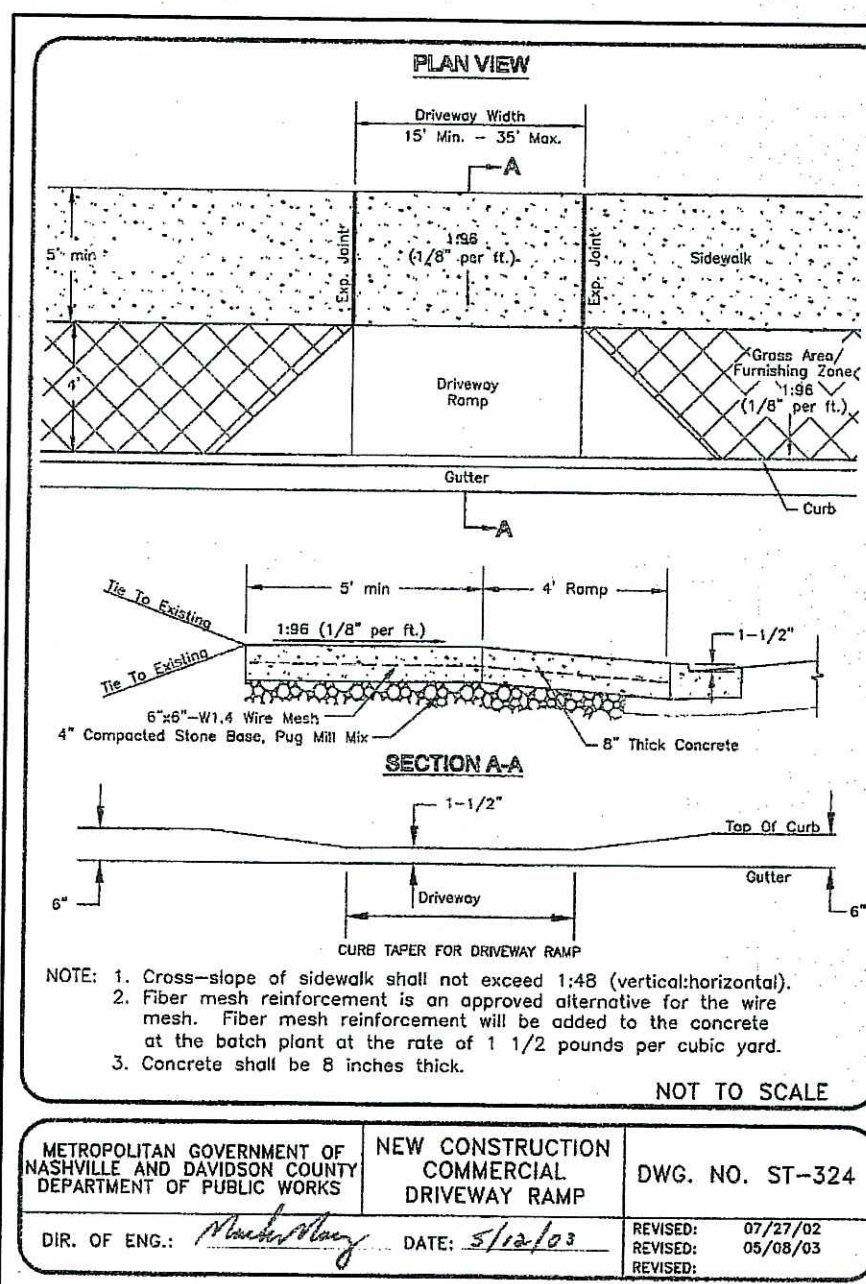 PLAN VIEW
Driveway Width
15' Min. - 35' Max.
A
5' min
Exp. Joint
1:96
(1/8" per ft.)
Exp. Joint
Sidewalk
4'
Driveway
Ramp
Grass Area/
Furnishing Zone
1:96
(1/8" per ft.)
Gutter
Curb
A
Tie To Existing
Tie To Existing
5' min
4' Ramp
1:96 (1/8" per ft.)
1-1/2"
6"x6"-W1.4 Wire Mesh
4" Compacted Stone Base, Pug Mill Mix
8" Thick Concrete
SECTION A-A
1-1/2"
Top Of Curb
Gutter
6"
Driveway
6"
CURB TAPER FOR DRIVEWAY RAMP
NOTE: 1. Cross-slope of sidewalk shall not exceed 1:48 (vertical:horizontal).
2. Fiber mesh reinforcement is an approved alternative for the wire
mesh. Fiber mesh reinforcement will be added to the concrete
at the batch plant at the rate of 1 1/2 pounds per cubic yard.
3. Concrete shall be 8 inches thick.
NOT TO SCALE
METROPOLITAN GOVERNMENT OF
NASHVILLE AND DAVIDSON COUNTY
DEPARTMENT OF PUBLIC WORKS
NEW CONSTRUCTION
COMMERCIAL
DRIVEWAY RAMP
DWG. NO. ST-324
DIR. OF ENG.:
DATE: 5/12/03
REVISED: 07/27/02
REVISED: 05/08/03
REVISED: